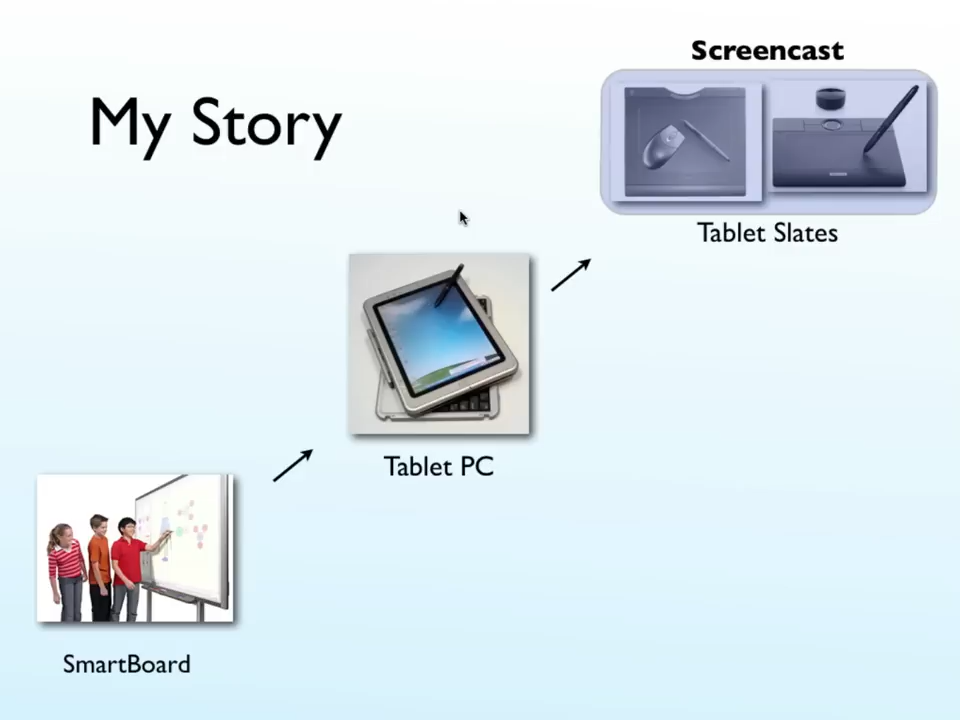 Screencast
My Story
Tablet Slates
Tablet PC
SmartBoard